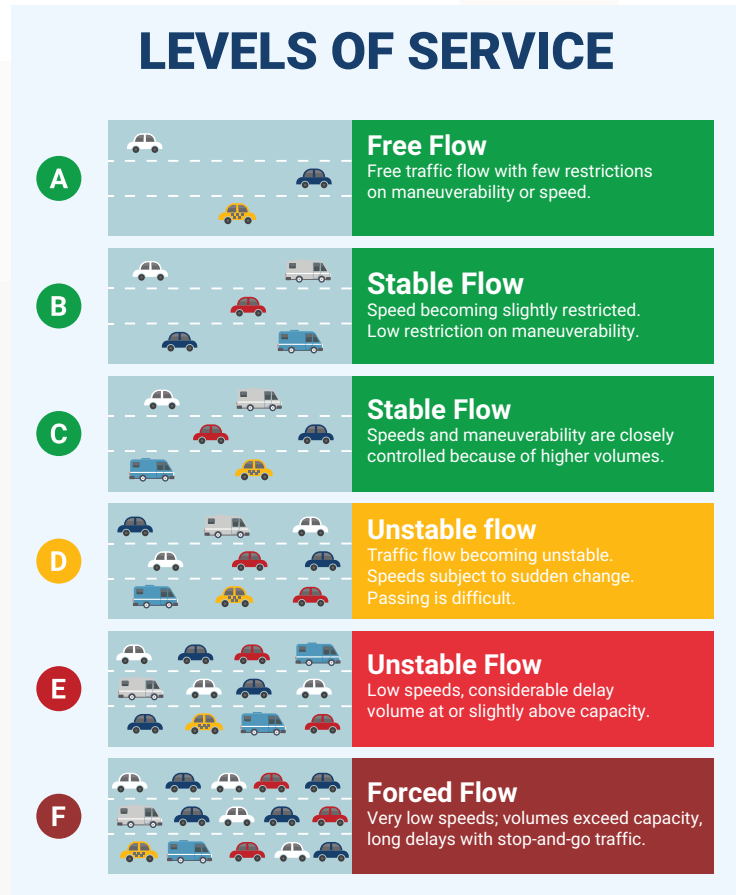 LEVELS OF SERVICE
A
Free Flow
Free traffic flow with few restrictions
on maneuverability or speed.
B
Stable Flow
Speed becoming slightly restricted.
Low restriction on maneuverability.
C
Stable Flow
Speeds and maneuverability are closely
controlled because of higher volumes.
D
Unstable flow
Traffic flow becoming unstable.
Speeds subject to sudden change.
Passing is difficult.
E
Unstable Flow
Low speeds, considerable delay
volume at or slightly above capacity.
F
Forced Flow
Very low speeds; volumes exceed capacity,
long delays with stop-and-go traffic.